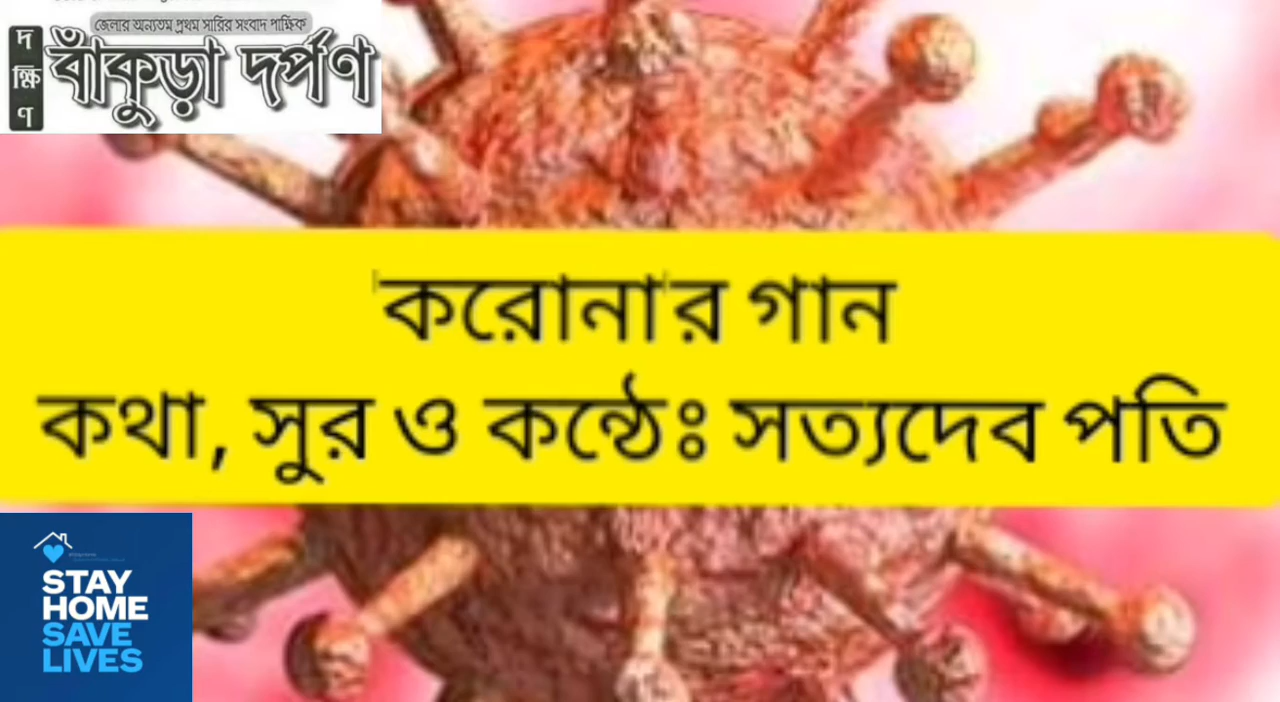 জেলার অন্যতম প্রথম সারির সংবাদ পাক্ষিক
দক্ষিণ
বাঁকুড়া দর্পণ
'করোনা'র গান
কথা, সুর ও কন্ঠেঃ সত্যদেব পতি
STAY
HOME
SAVE
LIVES